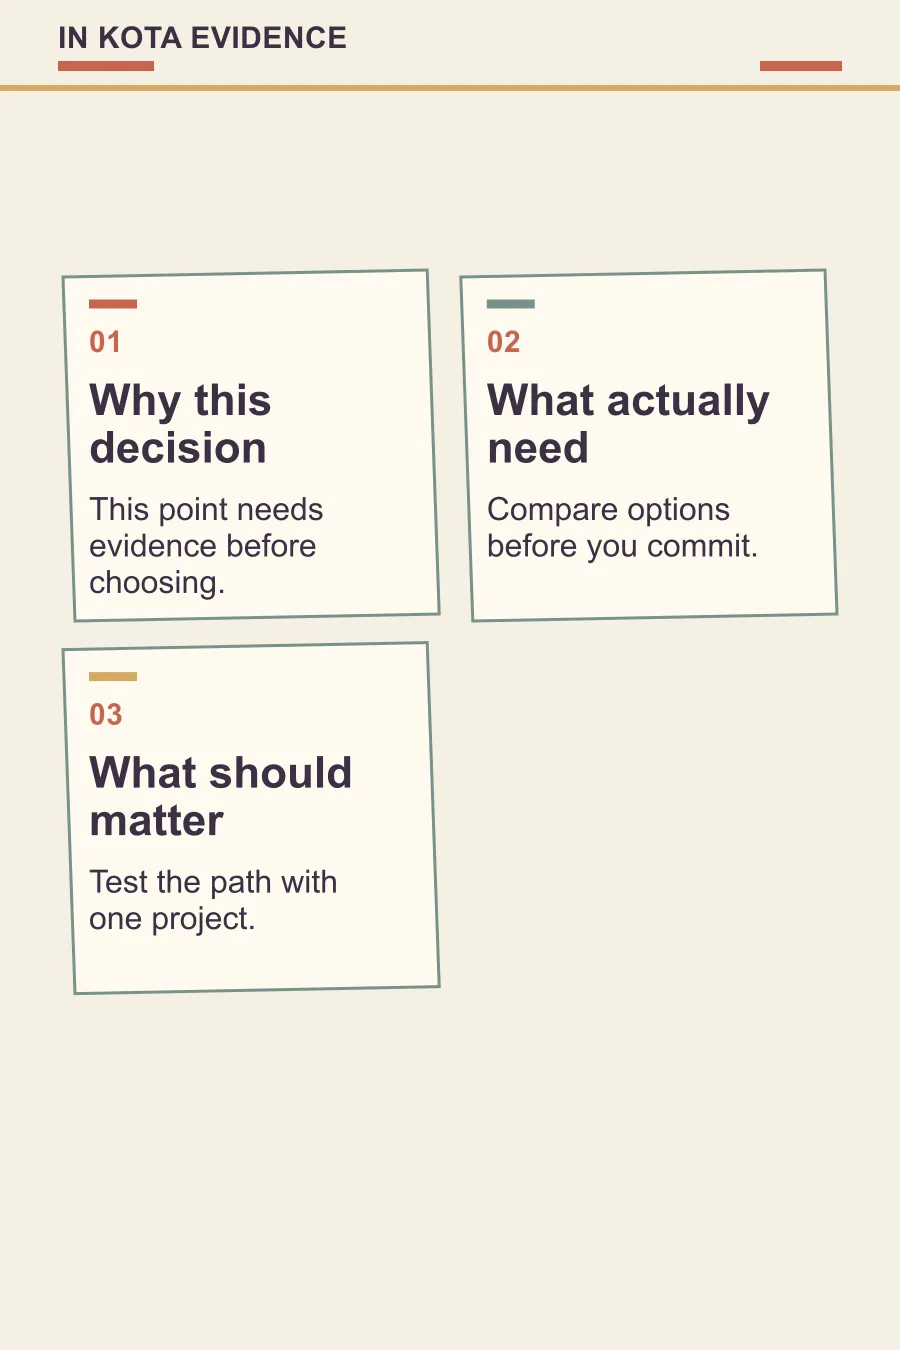 IN KOTA EVIDENCE
01
Why this
decision
This point needs
evidence before
choosing.
02
What actually
need
Compare options
before you commit.
03
What should
matter
Test the path with
one project.